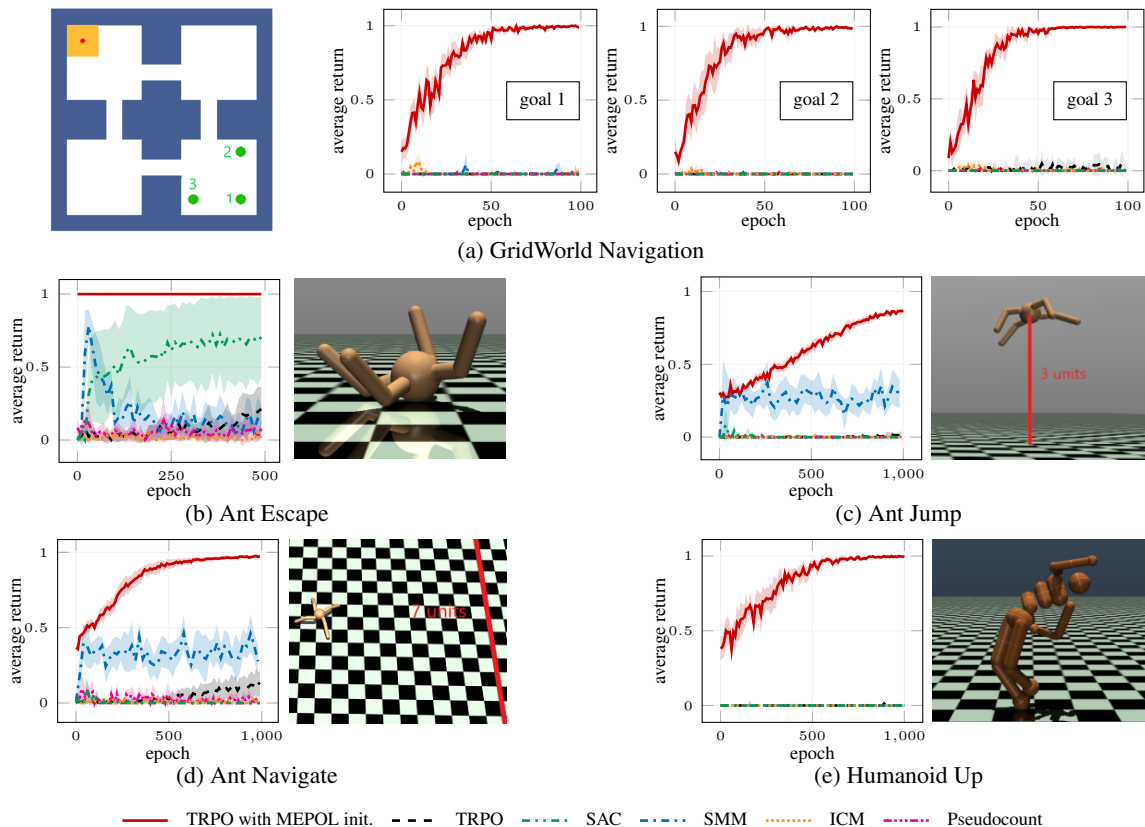 2
3
1
average return
1
0.5
0
0
50
100
epoch
goal 1
average return
1
0.5
0
0
50
100
epoch
goal 2
average return
1
0.5
0
0
50
100
epoch
goal 3
(a) GridWorld Navigation
average return
1
0.5
0
0
250
500
epoch
(b) Ant Escape
average return
1
0.5
0
0
500
1,000
epoch
3 units
(c) Ant Jump
average return
1
0.5
0
0
500
1,000
epoch
7 units
(d) Ant Navigate
average return
1
0.5
0
0
500
1,000
epoch
(e) Humanoid Up
TRPO with MEPOL init. TRPO SAC SMM ICM Pseudocount